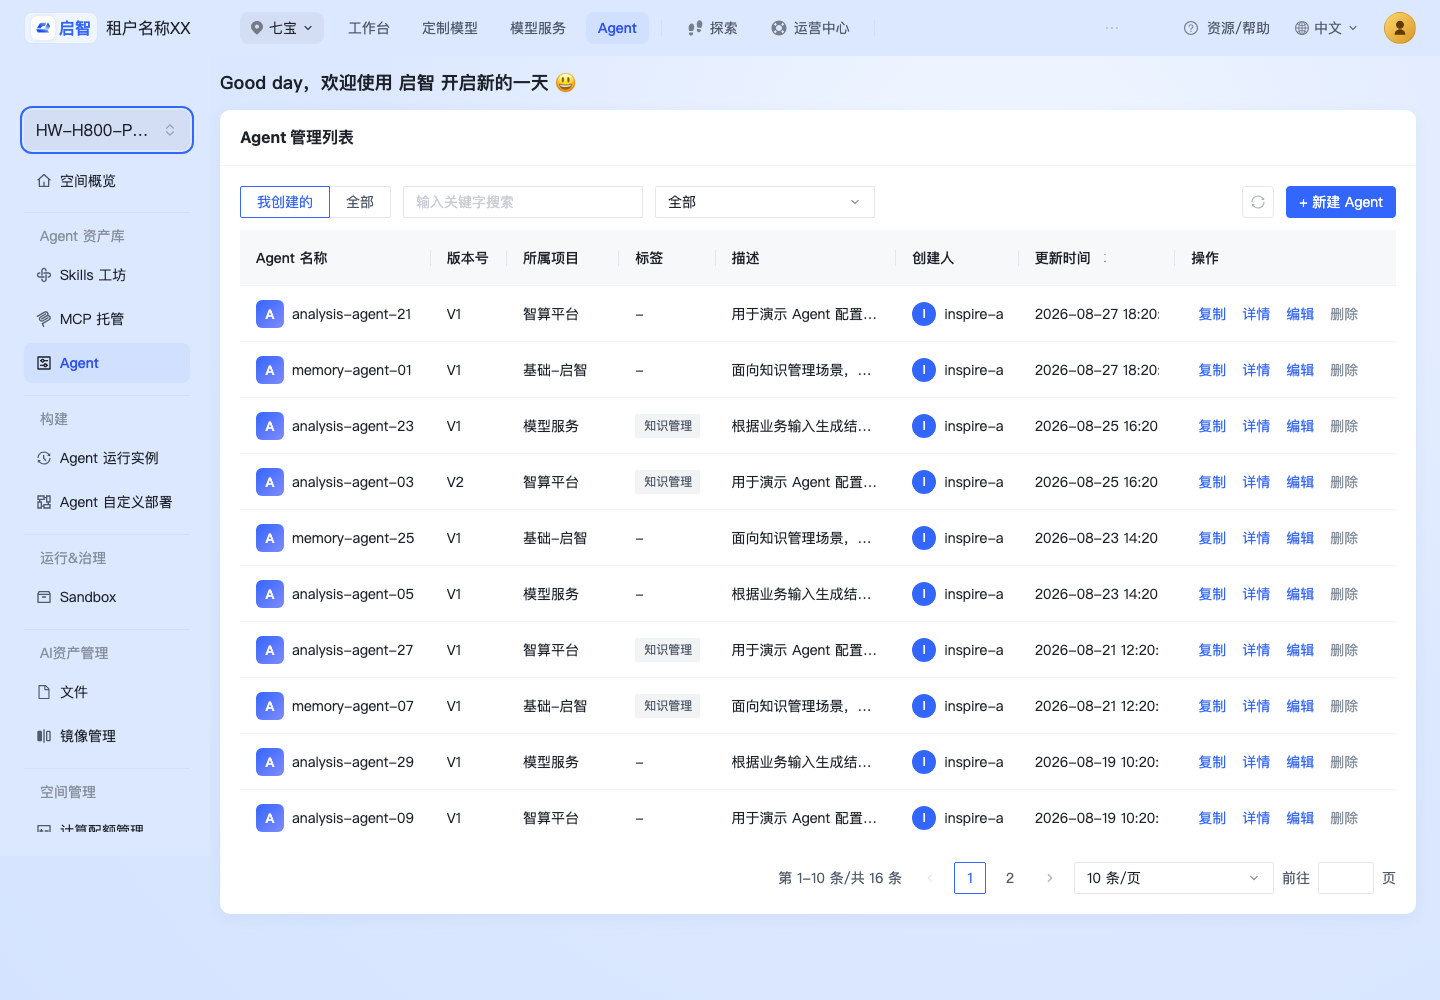 启智 租户名称XX 七宝 工作台 定制模型 模型服务 Agent 探索 运营中心 ··· 资源/帮助 中文
Good day，欢迎使用 启智 开启新的一天 😃
HW-H800-P...
空间概览
Agent 资产库
Skills 工坊
MCP 托管
Agent
构建
Agent 运行实例
Agent 自定义部署
运行&治理
Sandbox
AI资产管理
文件
镜像管理
空间管理
计算配额管理
Agent 管理列表
我创建的 全部 输入关键字搜索 全部 + 新建 Agent
Agent 名称 版本号 所属项目 标签 描述 创建人 更新时间 操作
A analysis-agent-21 V1 智算平台 - 用于演示 Agent 配置... I inspire-a 2026-08-27 18:20: 复制 详情 编辑 删除
A memory-agent-01 V1 基础-启智 - 面向知识管理场景，... I inspire-a 2026-08-27 18:20: 复制 详情 编辑 删除
A analysis-agent-23 V1 模型服务 知识管理 根据业务输入生成结... I inspire-a 2026-08-25 16:20 复制 详情 编辑 删除
A analysis-agent-03 V2 智算平台 知识管理 用于演示 Agent 配置... I inspire-a 2026-08-25 16:20 复制 详情 编辑 删除
A memory-agent-25 V1 基础-启智 - 面向知识管理场景，... I inspire-a 2026-08-23 14:20 复制 详情 编辑 删除
A analysis-agent-05 V1 模型服务 - 根据业务输入生成结... I inspire-a 2026-08-23 14:20 复制 详情 编辑 删除
A analysis-agent-27 V1 智算平台 知识管理 用于演示 Agent 配置... I inspire-a 2026-08-21 12:20: 复制 详情 编辑 删除
A memory-agent-07 V1 基础-启智 知识管理 面向知识管理场景，... I inspire-a 2026-08-21 12:20: 复制 详情 编辑 删除
A analysis-agent-29 V1 模型服务 - 根据业务输入生成结... I inspire-a 2026-08-19 10:20: 复制 详情 编辑 删除
A analysis-agent-09 V1 智算平台 - 用于演示 Agent 配置... I inspire-a 2026-08-19 10:20: 复制 详情 编辑 删除
第 1-10 条/共 16 条 1 2 10 条/页 前往 页